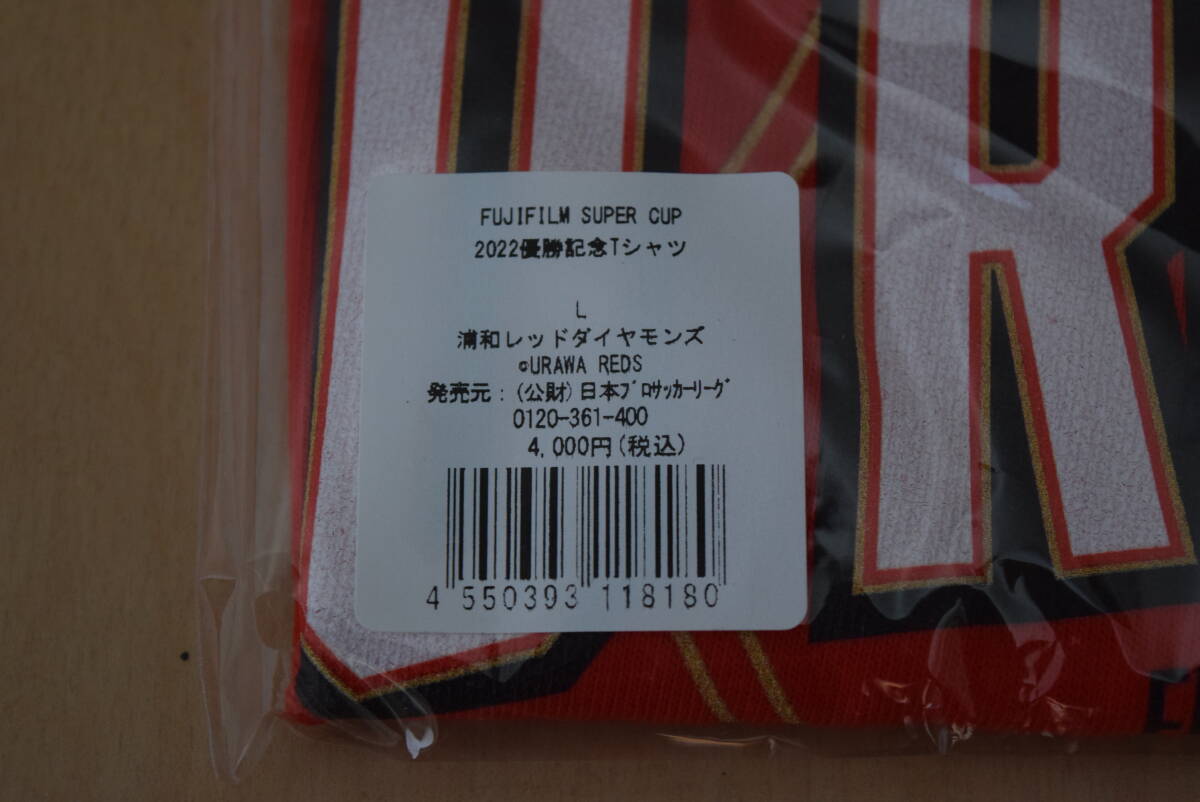 FUJIFILM SUPER CUP
2022優勝記念Tシャツ
L
浦和レッドダイヤモンズ
©URAWA REDS
発売元：(公財)日本ﾌﾟﾛｻｯｶｰﾘｰｸﾞ
0120-361-400
4,000円(税込)
4 550393 118180
UR